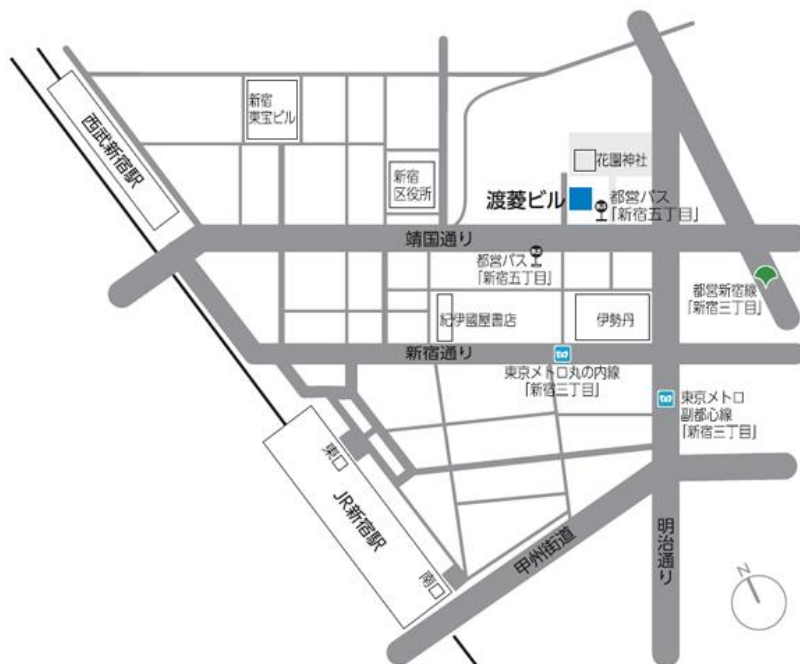 西武新宿駅
新宿
東宝ビル
新宿
区役所
花園神社
渡菱ビル
都営バス
「新宿五丁目」
靖国通り
都営バス
「新宿五丁目」
都営新宿線
「新宿三丁目」
紀伊國屋書店
伊勢丹
新宿通り
東京メトロ丸の内線
「新宿三丁目」
東京メトロ
副都心線
「新宿三丁目」
東口
JR新宿駅
南口
甲州街道
明治通り
N